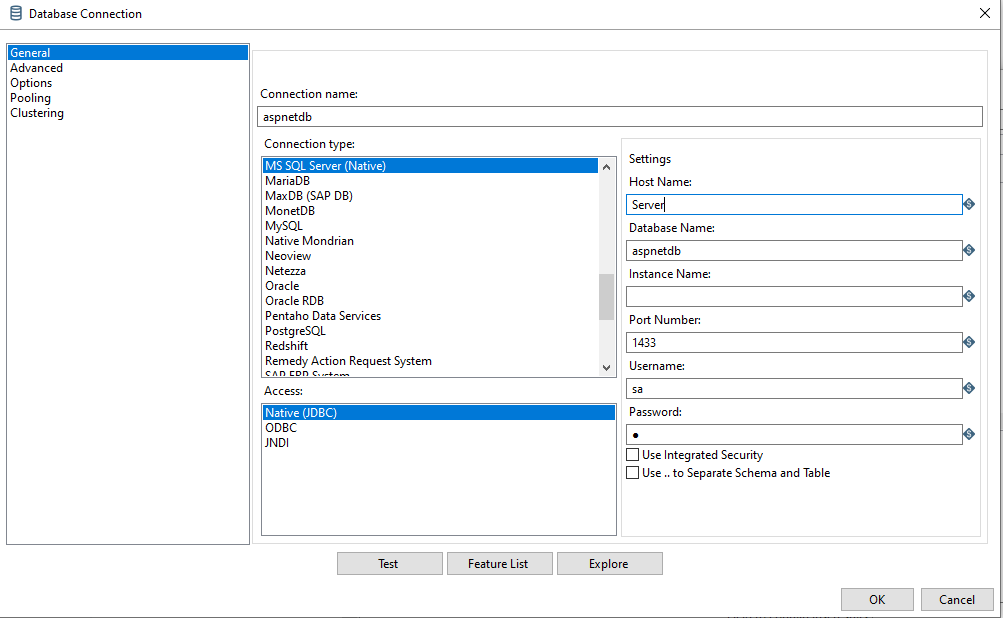 Database Connection
General
Advanced
Options
Pooling
Clustering
Connection name:
aspnetdb
Connection type:
MS SQL Server (Native)
MariaDB
MaxDB (SAP DB)
MonetDB
MySQL
Native Mondrian
Neoview
Netezza
Oracle
Oracle RDB
Pentaho Data Services
PostgreSQL
Redshift
Remedy Action Request System
SAP ERP System
Access:
Native (JDBC)
ODBC
JNDI
Settings
Host Name:
Server
Database Name:
aspnetdb
Instance Name:
Port Number:
1433
Username:
sa
Password:
●
Use Integrated Security
Use .. to Separate Schema and Table
Test
Feature List
Explore
OK
Cancel